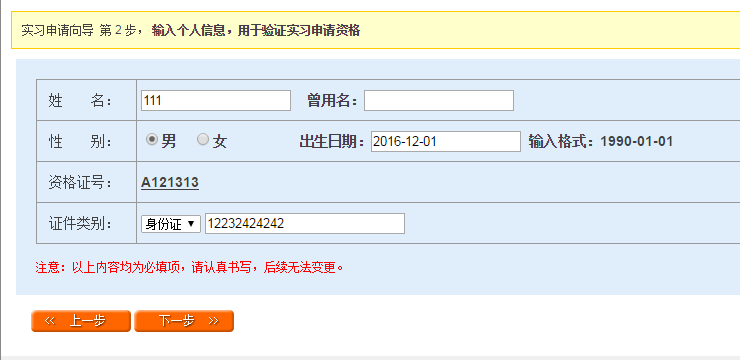 实习申请向导 第 2 步, 输入个人信息，用于验证实习申请资格
姓 名： 111 曾用名：
性 别： 男 女 出生日期： 2016-12-01 输入格式：1990-01-01
资格证号： A121313
证件类别： 身份证 ▼ 12232424242
注意：以上内容均为必填项，请认真书写，后续无法变更。
<< 上一步 下一步 >>